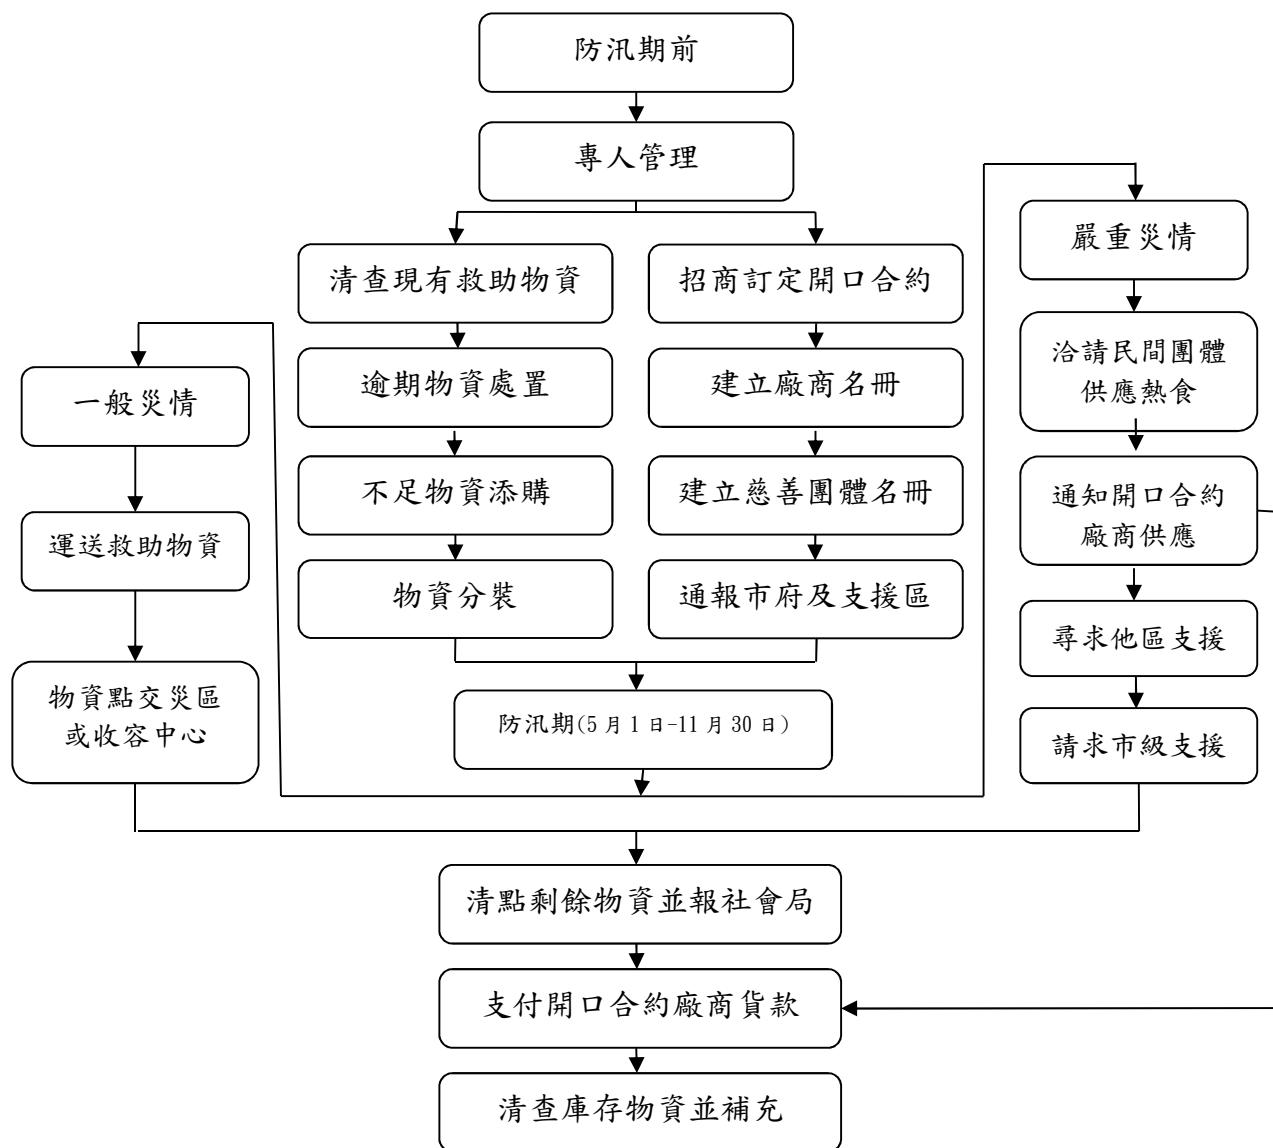 防汛期前
專人管理
清查現有救助物資
逾期物資處置
不足物資添購
物資分裝
招商訂定開口合約
建立廠商名冊
建立慈善團體名冊
通報市府及支援區
防汛期(5月1日-11月30日)
一般災情
運送救助物資
物資點交災區
或收容中心
嚴重災情
洽請民間團體
供應熱食
通知開口合約
廠商供應
尋求他區支援
請求市級支援
清點剩餘物資並報社會局
支付開口合約廠商貨款
清查庫存物資並補充